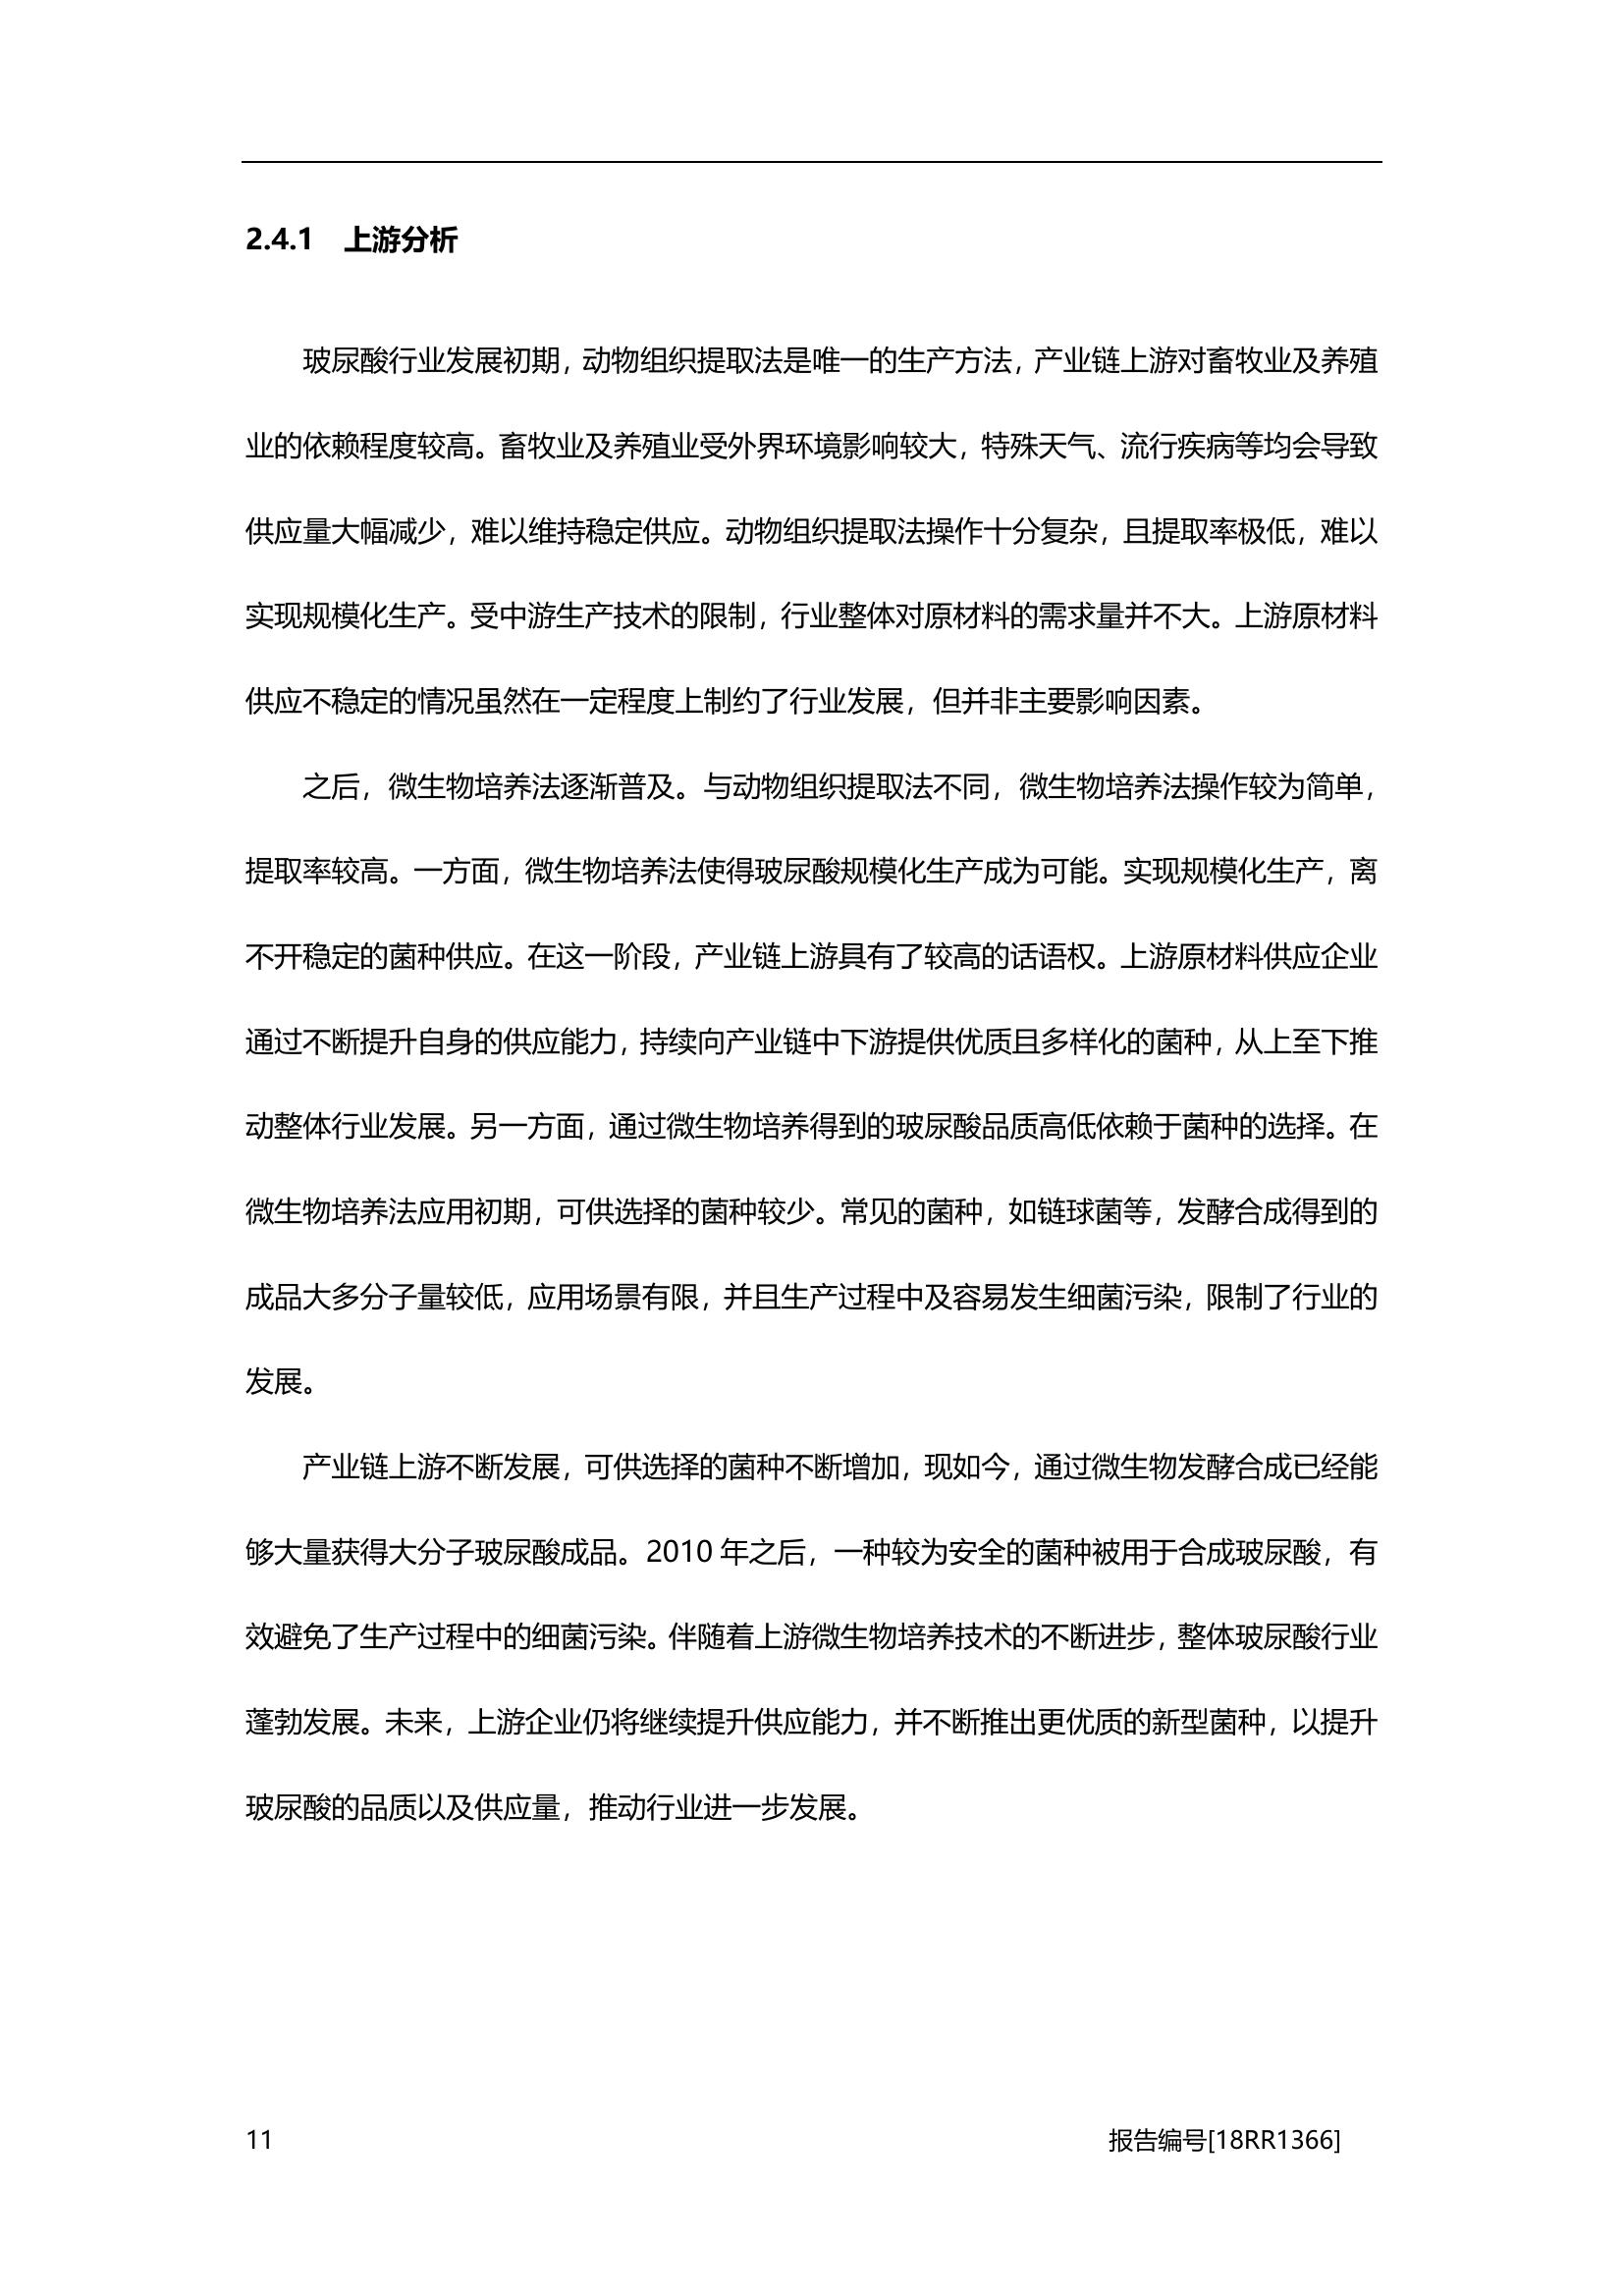 2.4.1 上游分析
玻尿酸行业发展初期，动物组织提取法是唯一的生产方法，产业链上游对畜牧业及养殖
业的依赖程度较高。畜牧业及养殖业受外界环境影响较大，特殊天气、流行疾病等均会导致
供应量大幅减少，难以维持稳定供应。动物组织提取法操作十分复杂，且提取率极低，难以
实现规模化生产。受中游生产技术的限制，行业整体对原材料的需求量并不大。上游原材料
供应不稳定的情况虽然在一定程度上制约了行业发展，但并非主要影响因素。
之后，微生物培养法逐渐普及。与动物组织提取法不同，微生物培养法操作较为简单，
提取率较高。一方面，微生物培养法使得玻尿酸规模化生产成为可能。实现规模化生产，离
不开稳定的菌种供应。在这一阶段，产业链上游具有了较高的话语权。上游原材料供应企业
通过不断提升自身的供应能力，持续向产业链中下游提供优质且多样化的菌种，从上至下推
动整体行业发展。另一方面，通过微生物培养得到的玻尿酸品质高低依赖于菌种的选择。在
微生物培养法应用初期，可供选择的菌种较少。常见的菌种，如链球菌等，发酵合成得到的
成品大多分子量较低，应用场景有限，并且生产过程中及容易发生细菌污染，限制了行业的
发展。
产业链上游不断发展，可供选择的菌种不断增加，现如今，通过微生物发酵合成已经能
够大量获得大分子玻尿酸成品。2010 年之后，一种较为安全的菌种被用于合成玻尿酸，有
效避免了生产过程中的细菌污染。伴随着上游微生物培养技术的不断进步，整体玻尿酸行业
蓬勃发展。未来，上游企业仍将继续提升供应能力，并不断推出更优质的新型菌种，以提升
玻尿酸的品质以及供应量，推动行业进一步发展。
11 报告编号[18RR1366]